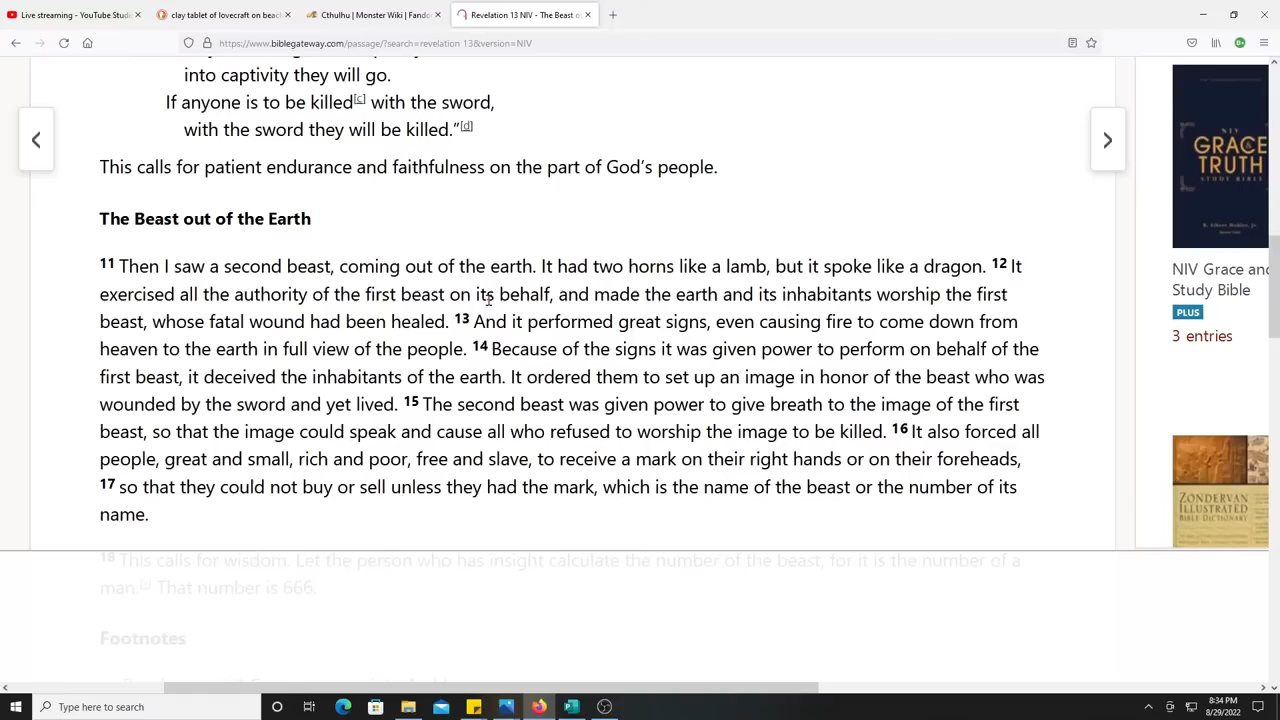 Live streaming - YouTube Studi
clay tablet of lovecraft on beac
Cthulhu | Monster Wiki | Fando
Revelation 13 NIV - The Beast o
https://www.biblegateway.com/passage/?search=revelation 13&version=NIV
into captivity they will go.
If anyone is to be killed[c] with the sword,
with the sword they will be killed.”[d]
This calls for patient endurance and faithfulness on the part of God’s people.
The Beast out of the Earth
11 Then I saw a second beast, coming out of the earth. It had two horns like a lamb, but it spoke like a dragon. 12 It
exercised all the authority of the first beast on its behalf, and made the earth and its inhabitants worship the first
beast, whose fatal wound had been healed. 13 And it performed great signs, even causing fire to come down from
heaven to the earth in full view of the people. 14 Because of the signs it was given power to perform on behalf of the
first beast, it deceived the inhabitants of the earth. It ordered them to set up an image in honor of the beast who was
wounded by the sword and yet lived. 15 The second beast was given power to give breath to the image of the first
beast, so that the image could speak and cause all who refused to worship the image to be killed. 16 It also forced all
people, great and small, rich and poor, free and slave, to receive a mark on their right hands or on their foreheads,
17 so that they could not buy or sell unless they had the mark, which is the name of the beast or the number of its
name.
18 This calls for wisdom. Let the person who has insight calculate the number of the beast, for it is the number of a
man.[e] That number is 666.
Footnotes
NIV
GRACE
TRUTH
STUDY BIBLE
NIV Grace and
Study Bible
PLUS
3 entries
ZONDERVAN
ILLUSTRATED
BIBLE DICTIONARY
Type here to search
8:34 PM
8/29/2022